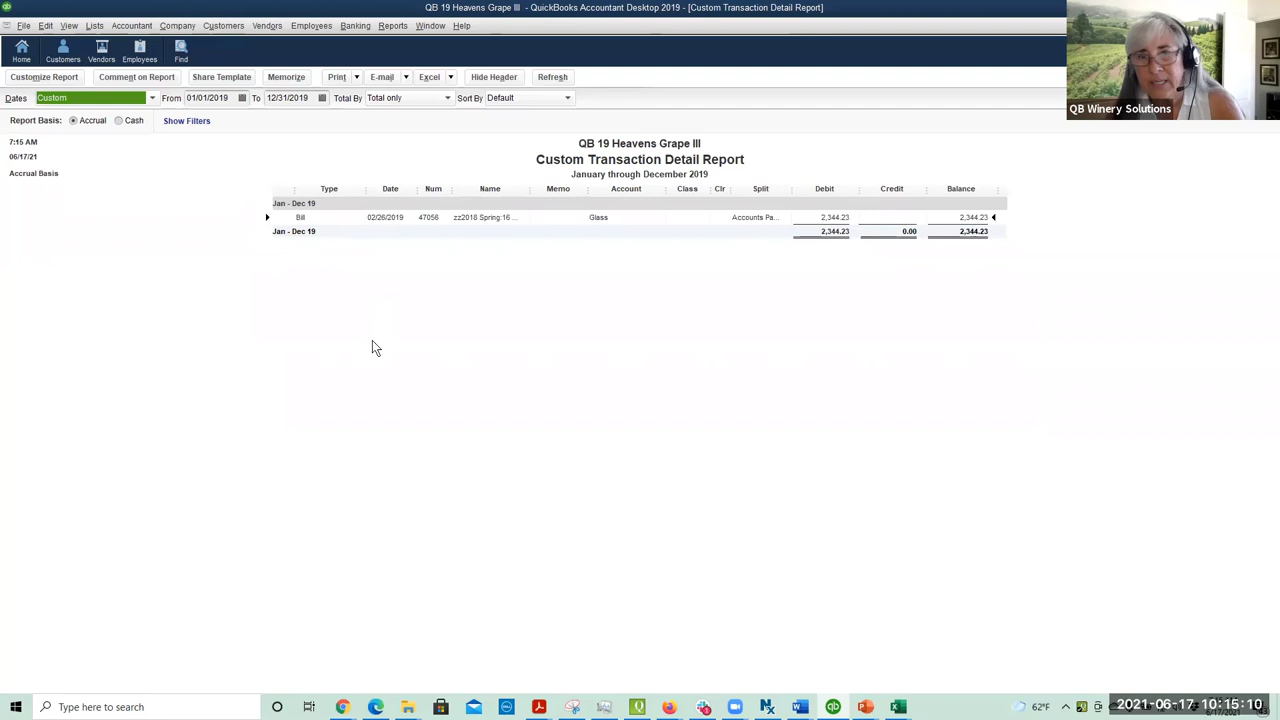 QB 19 Heavens Grape III - QuickBooks Accountant Desktop 2019 - [Custom Transaction Detail Report]
File Edit View Lists Accountant Company Customers Vendors Employees Banking Reports Window Help
Home Customers Vendors Employees Find
Customize Report Comment on Report Share Template Memorize Print E-mail Excel Hide Header Refresh
Dates Custom From 01/01/2019 To 12/31/2019 Total By Total only Sort By Default
QB Winery Solutions
Report Basis: Accrual Cash Show Filters
7:15 AM
06/17/21
Accrual Basis
QB 19 Heavens Grape III
Custom Transaction Detail Report
January through December 2019
Type Date Num Name Memo Account Class Clr Split Debit Credit Balance
Jan - Dec 19
Bill 02/26/2019 47056 zz2018 Spring:16 ... Glass Accounts Pa... 2,344.23 2,344.23
Jan - Dec 19 2,344.23 0.00 2,344.23
Type here to search
62°F
2021-06-17 10:15:10